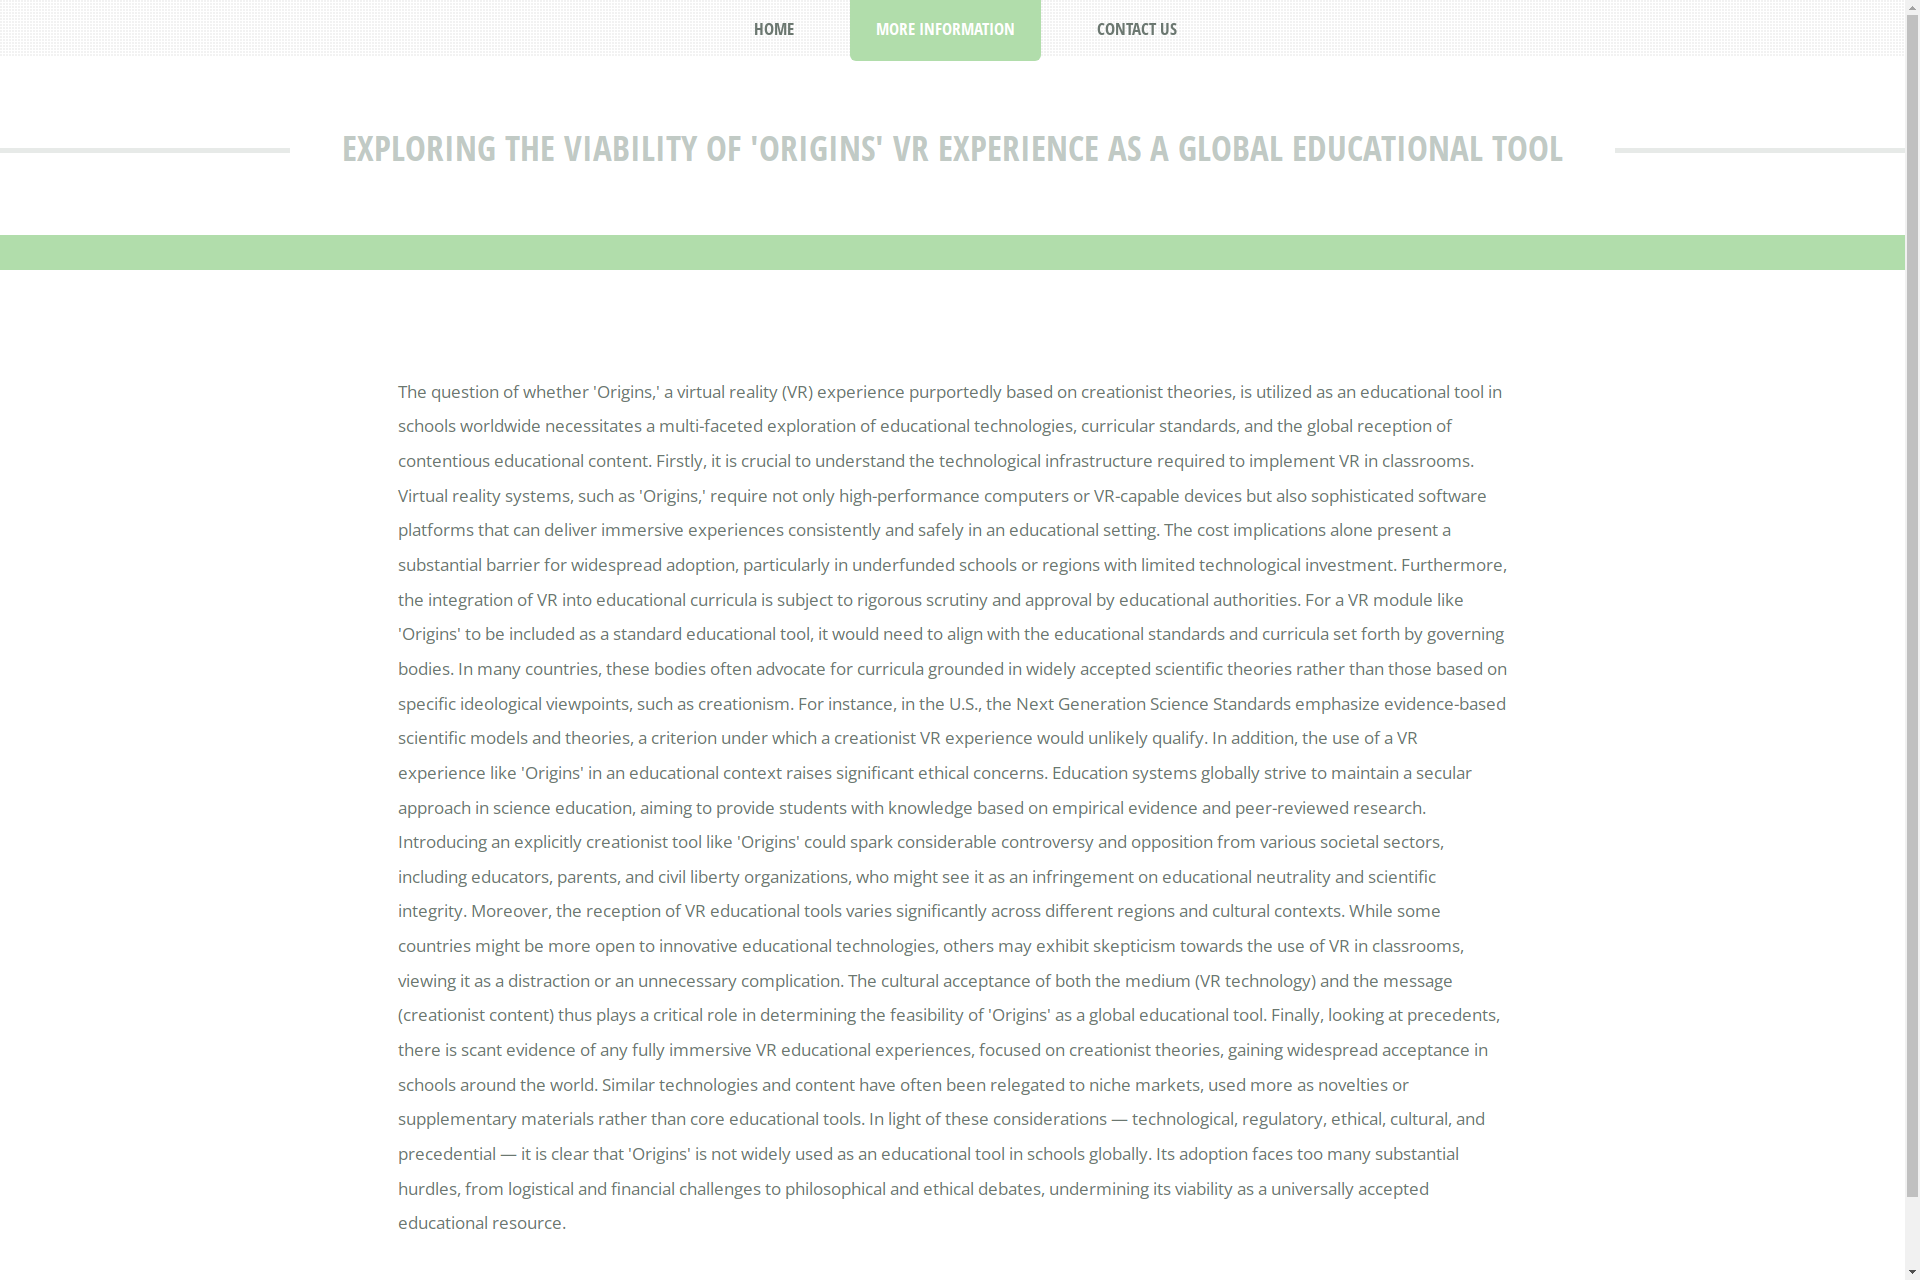 HOME
MORE INFORMATION
CONTACT US
EXPLORING THE VIABILITY OF 'ORIGINS' VR EXPERIENCE AS A GLOBAL EDUCATIONAL TOOL
The question of whether 'Origins,' a virtual reality (VR) experience purportedly based on creationist theories, is utilized as an educational tool in
schools worldwide necessitates a multi-faceted exploration of educational technologies, curricular standards, and the global reception of
contentious educational content. Firstly, it is crucial to understand the technological infrastructure required to implement VR in classrooms.
Virtual reality systems, such as 'Origins,' require not only high-performance computers or VR-capable devices but also sophisticated software
platforms that can deliver immersive experiences consistently and safely in an educational setting. The cost implications alone present a
substantial barrier for widespread adoption, particularly in underfunded schools or regions with limited technological investment. Furthermore,
the integration of VR into educational curricula is subject to rigorous scrutiny and approval by educational authorities. For a VR module like
'Origins' to be included as a standard educational tool, it would need to align with the educational standards and curricula set forth by governing
bodies. In many countries, these bodies often advocate for curricula grounded in widely accepted scientific theories rather than those based on
specific ideological viewpoints, such as creationism. For instance, in the U.S., the Next Generation Science Standards emphasize evidence-based
scientific models and theories, a criterion under which a creationist VR experience would unlikely qualify. In addition, the use of a VR
experience like 'Origins' in an educational context raises significant ethical concerns. Education systems globally strive to maintain a secular
approach in science education, aiming to provide students with knowledge based on empirical evidence and peer-reviewed research.
Introducing an explicitly creationist tool like 'Origins' could spark considerable controversy and opposition from various societal sectors,
including educators, parents, and civil liberty organizations, who might see it as an infringement on educational neutrality and scientific
integrity. Moreover, the reception of VR educational tools varies significantly across different regions and cultural contexts. While some
countries might be more open to innovative educational technologies, others may exhibit skepticism towards the use of VR in classrooms,
viewing it as a distraction or an unnecessary complication. The cultural acceptance of both the medium (VR technology) and the message
(creationist content) thus plays a critical role in determining the feasibility of 'Origins' as a global educational tool. Finally, looking at precedents,
there is scant evidence of any fully immersive VR educational experiences, focused on creationist theories, gaining widespread acceptance in
schools around the world. Similar technologies and content have often been relegated to niche markets, used more as novelties or
supplementary materials rather than core educational tools. In light of these considerations — technological, regulatory, ethical, cultural, and
precedential — it is clear that 'Origins' is not widely used as an educational tool in schools globally. Its adoption faces too many substantial
hurdles, from logistical and financial challenges to philosophical and ethical debates, undermining its viability as a universally accepted
educational resource.